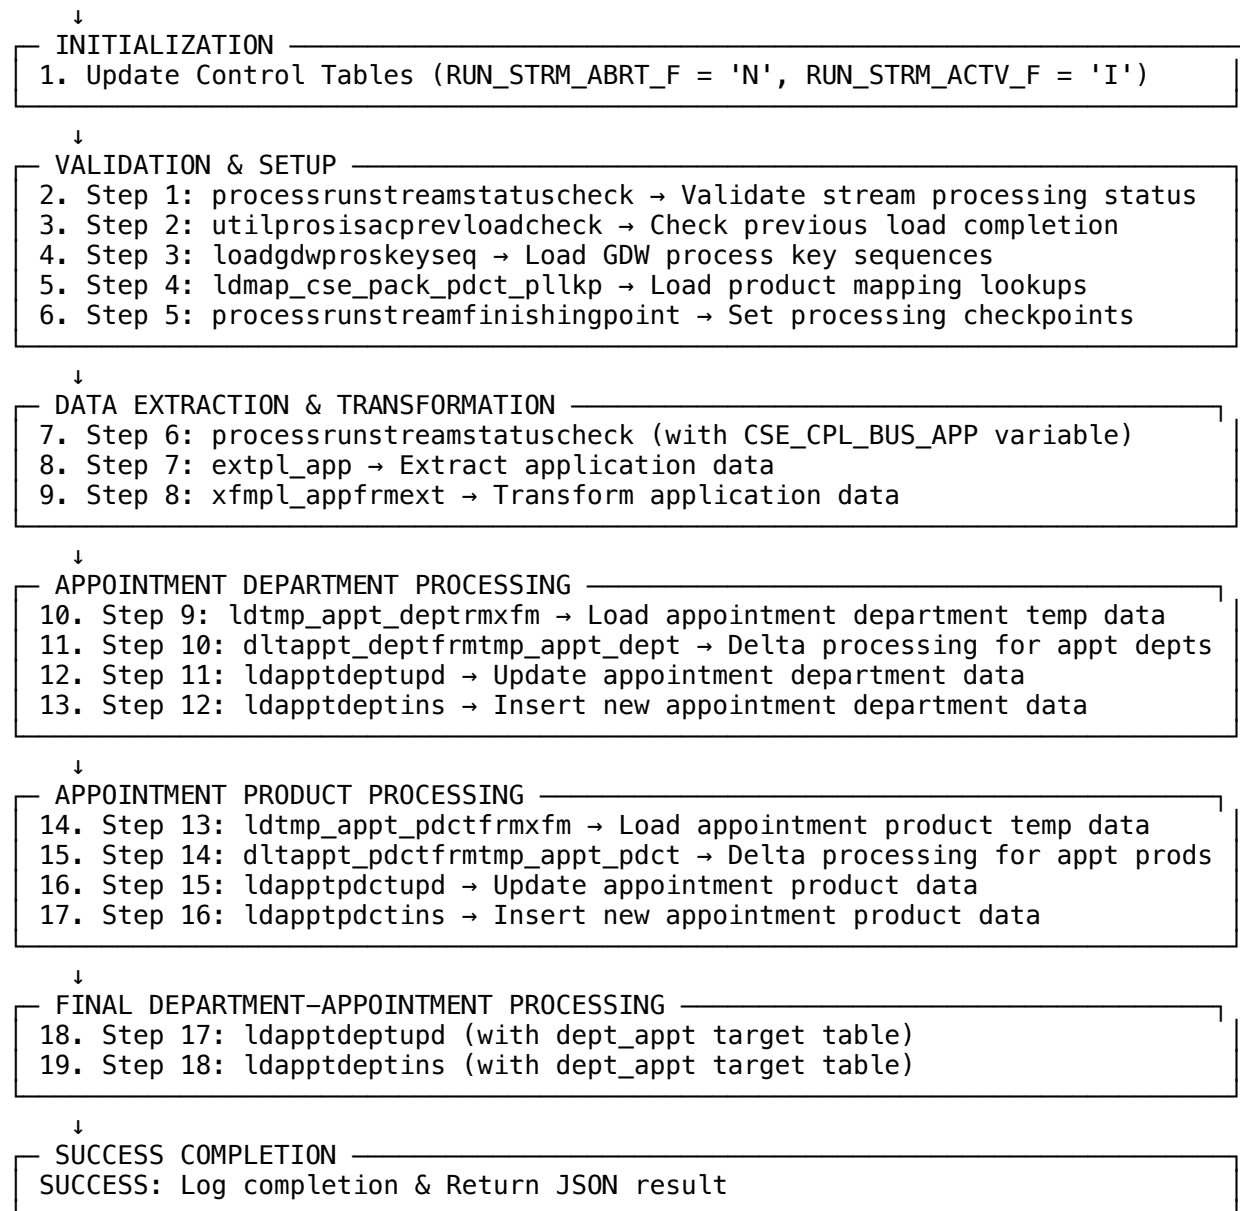 ↓
INITIALIZATION
1. Update Control Tables (RUN_STRM_ABRT_F = 'N', RUN_STRM_ACTV_F = 'I')
↓
VALIDATION & SETUP
2. Step 1: processrunstreamstatuscheck → Validate stream processing status
3. Step 2: utilprosisacprevloadcheck → Check previous load completion
4. Step 3: loadgdwproskeyseq → Load GDW process key sequences
5. Step 4: ldmap_cse_pack_pdct_pllkp → Load product mapping lookups
6. Step 5: processrunstreamfinishingpoint → Set processing checkpoints
↓
DATA EXTRACTION & TRANSFORMATION
7. Step 6: processrunstreamstatuscheck (with CSE_CPL_BUS_APP variable)
8. Step 7: extpl_app → Extract application data
9. Step 8: xfmpl_appfrmext → Transform application data
↓
APPOINTMENT DEPARTMENT PROCESSING
10. Step 9: ldtmp_appt_deptrmxfm → Load appointment department temp data
11. Step 10: dltappt_deptfrmtmp_appt_dept → Delta processing for appt depts
12. Step 11: ldapptdeptupd → Update appointment department data
13. Step 12: ldapptdeptins → Insert new appointment department data
↓
APPOINTMENT PRODUCT PROCESSING
14. Step 13: ldtmp_appt_pdctfrmxfm → Load appointment product temp data
15. Step 14: dltappt_pdctfrmtmp_appt_pdct → Delta processing for appt prods
16. Step 15: ldapptpdctupd → Update appointment product data
17. Step 16: ldapptpdctins → Insert new appointment product data
↓
FINAL DEPARTMENT-APPOINTMENT PROCESSING
18. Step 17: ldapptdeptupd (with dept_appt target table)
19. Step 18: ldapptdeptins (with dept_appt target table)
↓
SUCCESS COMPLETION
SUCCESS: Log completion & Return JSON result